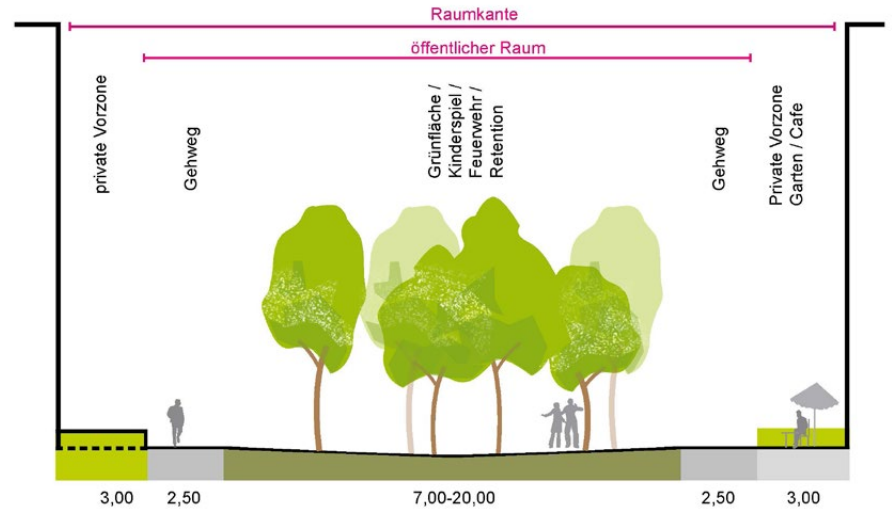 Raumkante
öffentlicher Raum
private Vorzone
Gehweg
Grünfläche /
Kinderspiel /
Feuerwehr /
Retention
Gehweg
Private Vorzone
Garten / Cafe
3,00
2,50
7,00-20,00
2,50
3,00